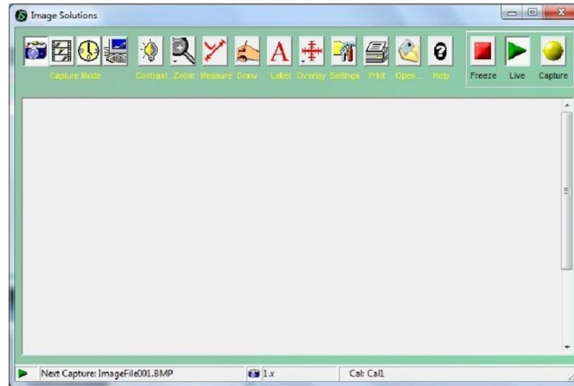 Image Solutions
Capture Mode Contrast Zoom Measure Draw Label Overlay Settings Print Open... Help Freeze Live Capture
Next Capture: ImageFile001.BMP 1.x Cal: Cal1